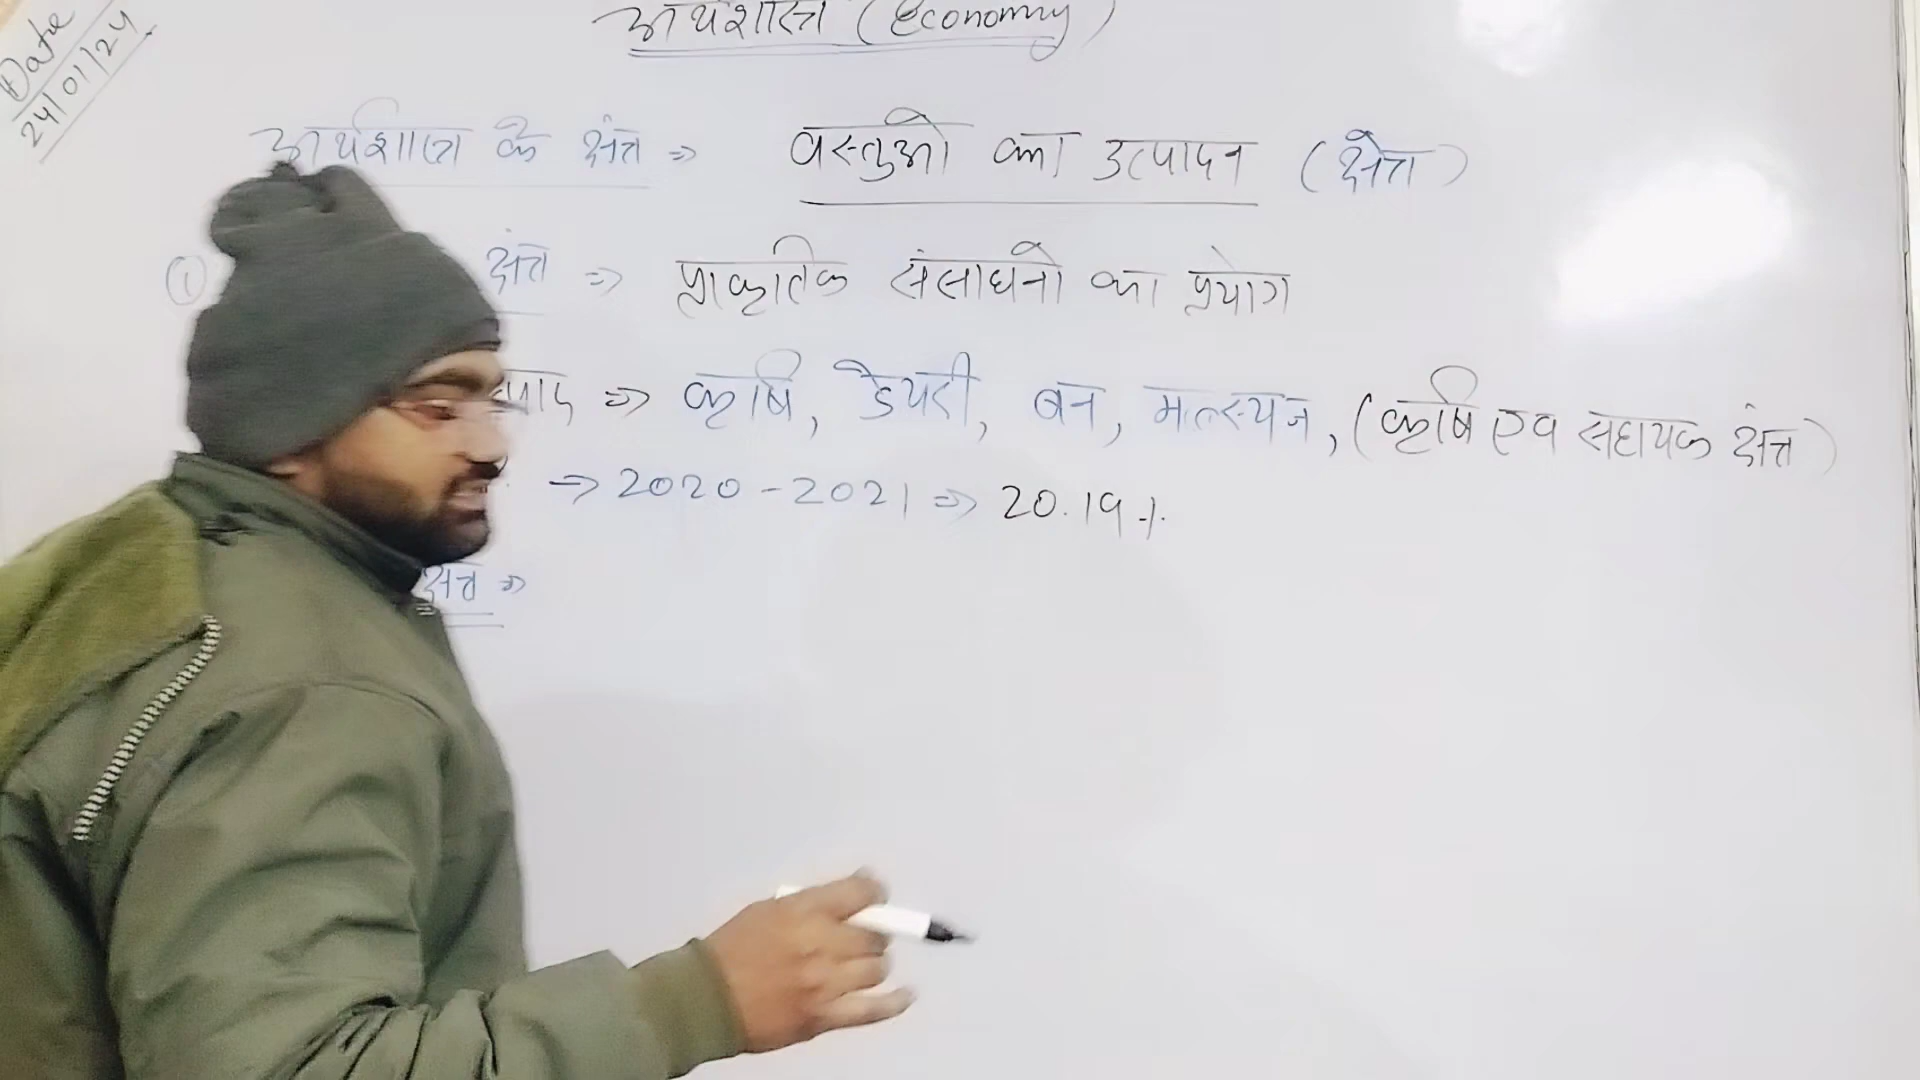 Date
24/01/24
अर्थशास्त्र (Economy)
अर्थशास्त्र के क्षेत्र ⇒ वस्तुओं का उत्पादन (क्षेत्र)
① क्षेत्र ⇒ प्राकृतिक संसाधनों का प्रयोग
⇒ कृषि, डेयरी, वन, मत्स्यन, (कृषि एव सहायक क्षेत्र)
→ 2020-2021 ⇒ 20.19 %
क्षेत्र ⇒